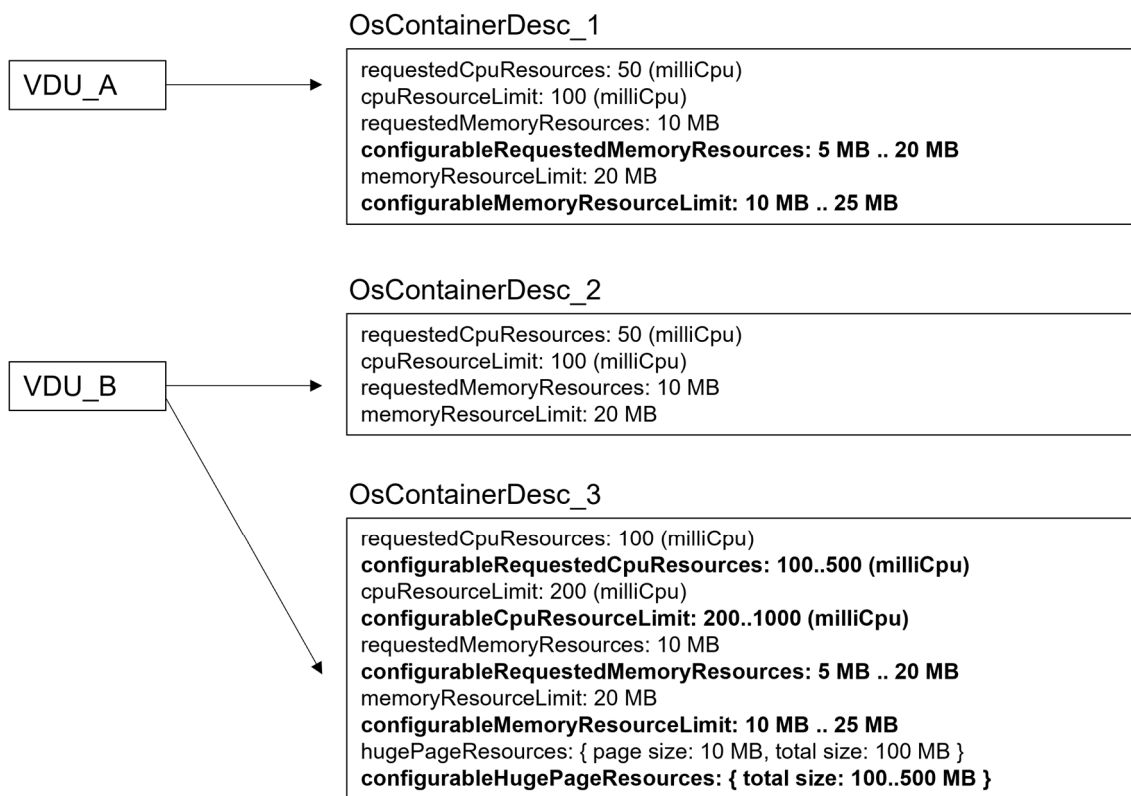 OsContainerDesc_1
VDU_A
requestedCpuResources: 50 (milliCpu)
cpuResourceLimit: 100 (milliCpu)
requestedMemoryResources: 10 MB
configurableRequestedMemoryResources: 5 MB .. 20 MB
memoryResourceLimit: 20 MB
configurableMemoryResourceLimit: 10 MB .. 25 MB
OsContainerDesc_2
VDU_B
requestedCpuResources: 50 (milliCpu)
cpuResourceLimit: 100 (milliCpu)
requestedMemoryResources: 10 MB
memoryResourceLimit: 20 MB
OsContainerDesc_3
requestedCpuResources: 100 (milliCpu)
configurableRequestedCpuResources: 100..500 (milliCpu)
cpuResourceLimit: 200 (milliCpu)
configurableCpuResourceLimit: 200..1000 (milliCpu)
requestedMemoryResources: 10 MB
configurableRequestedMemoryResources: 5 MB .. 20 MB
memoryResourceLimit: 20 MB
configurableMemoryResourceLimit: 10 MB .. 25 MB
hugePageResources: { page size: 10 MB, total size: 100 MB }
configurableHugePageResources: { total size: 100..500 MB }